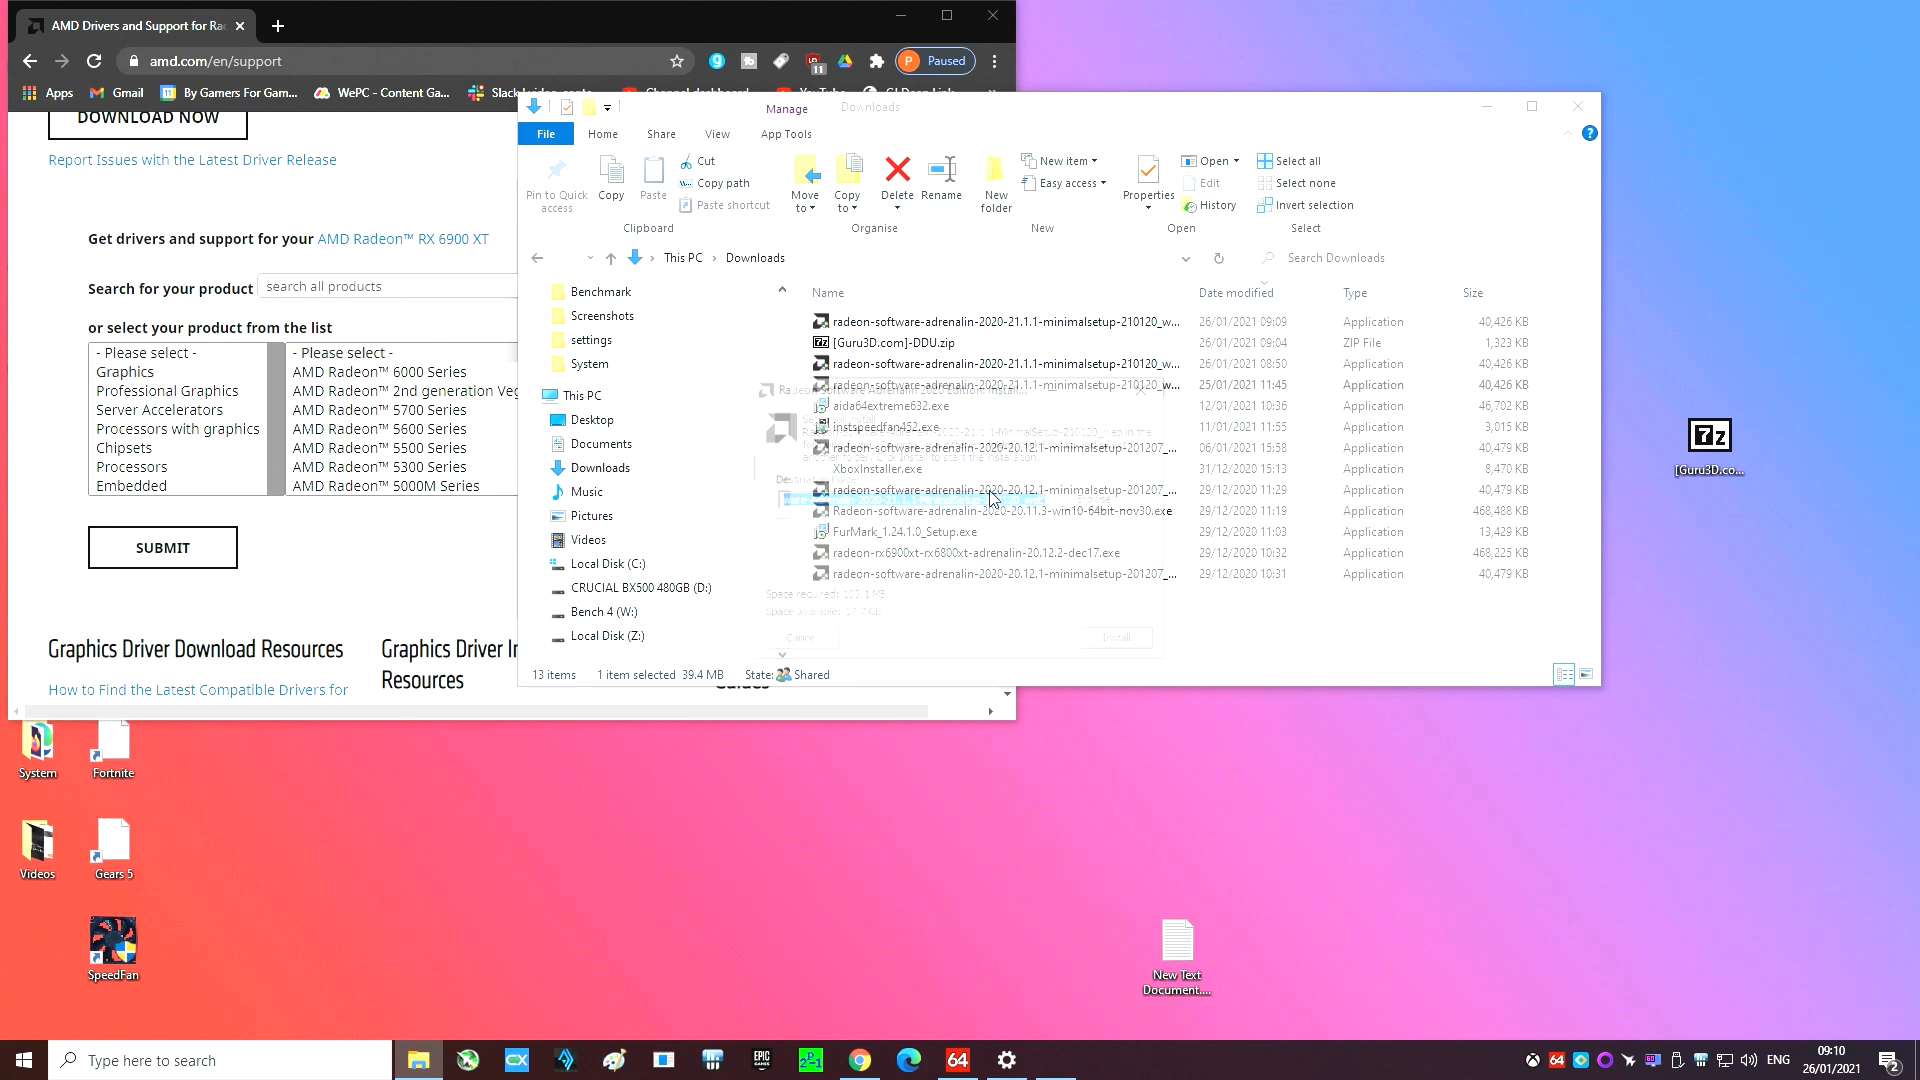 AMD Drivers and Support for Ra
amd.com/en/support
11
P Paused
Apps
Gmail
By Gamers For Gam...
WePC - Content Ga...
DOWNLOAD NOW
Report Issues with the Latest Driver Release
Get drivers and support for your AMD Radeon™ RX 6900 XT
Search for your product
search all products
or select your product from the list
- Please select -
Graphics
Professional Graphics
Server Accelerators
Processors with graphics
Chipsets
Processors
Embedded
- Please select -
AMD Radeon™ 6000 Series
AMD Radeon™ 2nd generation Veg
AMD Radeon™ 5700 Series
AMD Radeon™ 5600 Series
AMD Radeon™ 5500 Series
AMD Radeon™ 5300 Series
AMD Radeon™ 5000M Series
SUBMIT
Graphics Driver Download Resources
How to Find the Latest Compatible Drivers for
Graphics Driver In
Resources
Manage
Downloads
File
Home
Share
View
App Tools
Pin to Quick access
Copy
Paste
Cut
Copy path
Paste shortcut
Clipboard
Move to
Copy to
Delete
Rename
Organise
New folder
New item
Easy access
New
Properties
Open
Edit
History
Open
Select all
Select none
Invert selection
Select
This PC
Downloads
Search Downloads
Benchmark
Screenshots
settings
System
This PC
Desktop
Documents
Downloads
Music
Pictures
Videos
Local Disk (C:)
CRUCIAL BX500 480GB (D:)
Bench 4 (W:)
Local Disk (Z:)
Name Date modified Type Size
radeon-software-adrenalin-2020-21.1.1-minimalsetup-210120_w... 26/01/2021 09:09 Application 40,426 KB
[Guru3D.com]-DDU.zip 26/01/2021 09:04 ZIP File 1,323 KB
radeon-software-adrenalin-2020-21.1.1-minimalsetup-210120_w... 26/01/2021 08:50 Application 40,426 KB
radeon-software-adrenalin-2020-21.1.1-minimalsetup-210120_w... 25/01/2021 11:45 Application 40,426 KB
aida64extreme632.exe 12/01/2021 10:36 Application 46,702 KB
instspeedfan452.exe 11/01/2021 11:55 Application 3,015 KB
radeon-software-adrenalin-2020-20.12.1-minimalsetup-201207_... 06/01/2021 15:58 Application 40,479 KB
XboxInstaller.exe 31/12/2020 15:13 Application 8,470 KB
radeon-software-adrenalin-2020-20.12.1-minimalsetup-201207_... 29/12/2020 11:29 Application 40,479 KB
Radeon-software-adrenalin-2020-20.11.3-win10-64bit-nov30.exe 29/12/2020 11:19 Application 468,488 KB
FurMark_1.24.1.0_Setup.exe 29/12/2020 11:03 Application 13,429 KB
radeon-rx6900xt-rx6800xt-adrenalin-20.12.2-dec17.exe 29/12/2020 10:32 Application 468,225 KB
radeon-software-adrenalin-2020-20.12.1-minimalsetup-201207_... 29/12/2020 10:31 Application 40,479 KB
Cancel
Install
13 items
1 item selected 39.4 MB
State: Shared
7z
[Guru3D.co...
System
Fortnite
Videos
Gears 5
SpeedFan
New Text
Document....
Type here to search
EPIC GAMES
64
64
ENG
09:10
26/01/2021
2